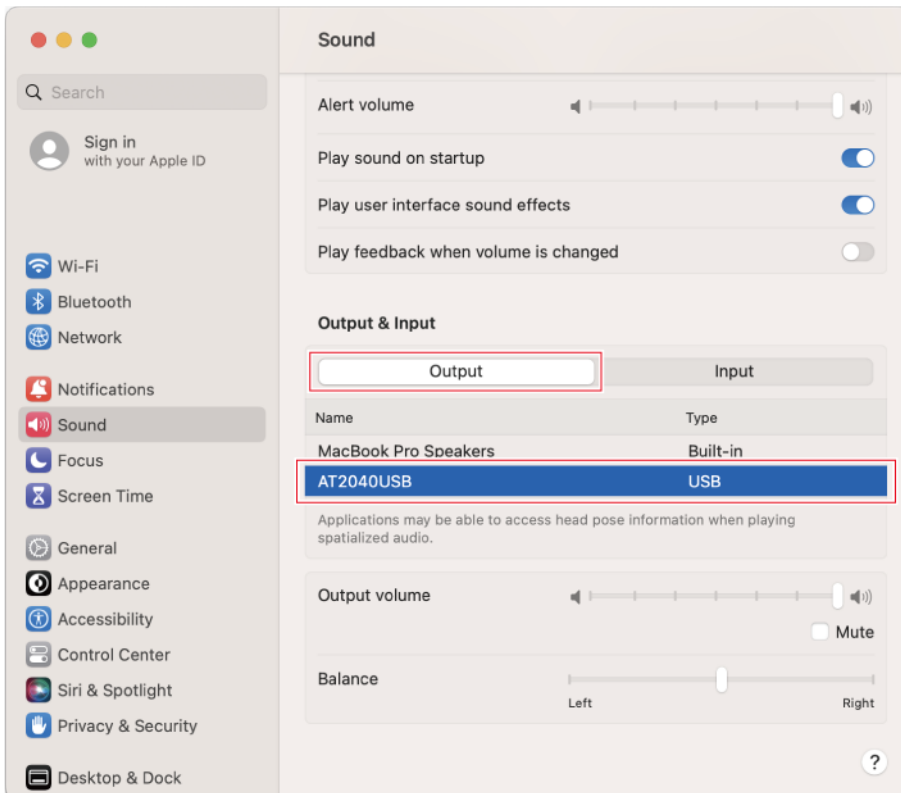 Sound
Search
Sign in
with your Apple ID
Wi-Fi
Bluetooth
Network
Notifications
Sound
Focus
Screen Time
General
Appearance
Accessibility
Control Center
Siri & Spotlight
Privacy & Security
Desktop & Dock
Alert volume
Play sound on startup
Play user interface sound effects
Play feedback when volume is changed
Output & Input
Output Input
Name Type
MacBook Pro Speakers Built-in
AT2040USB USB
Applications may be able to access head pose information when playing
spatialized audio.
Output volume
Mute
Balance
Left Right
?